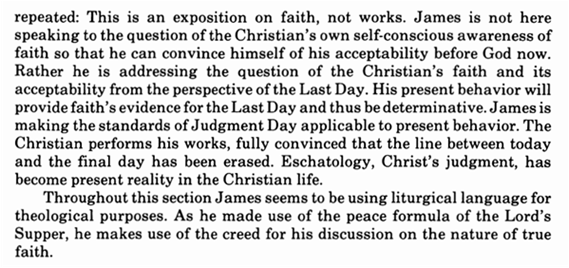 repeated: This is an exposition on faith, not works. James is not here
speaking to the question of the Christian's own self-conscious awareness of
faith so that he can convince himself of his acceptability before God now.
Rather he is addressing the question of the Christian's faith and its
acceptability from the perspective of the Last Day. His present behavior will
provide faith's evidence for the Last Day and thus be determinative. James is
making the standards of Judgment Day applicable to present behavior. The
Christian performs his works, fully convinced that the line between today
and the final day has been erased. Eschatology, Christ's judgment, has
become present reality in the Christian life.
Throughout this section James seems to be using liturgical language for
theological purposes. As he made use of the peace formula of the Lord's
Supper, he makes use of the creed for his discussion on the nature of true
faith.